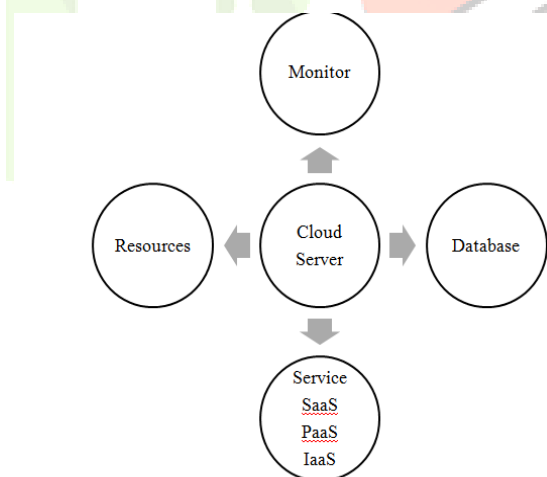 Monitor
Resources
Cloud
Server
Database
Service
SaaS
PaaS
IaaS